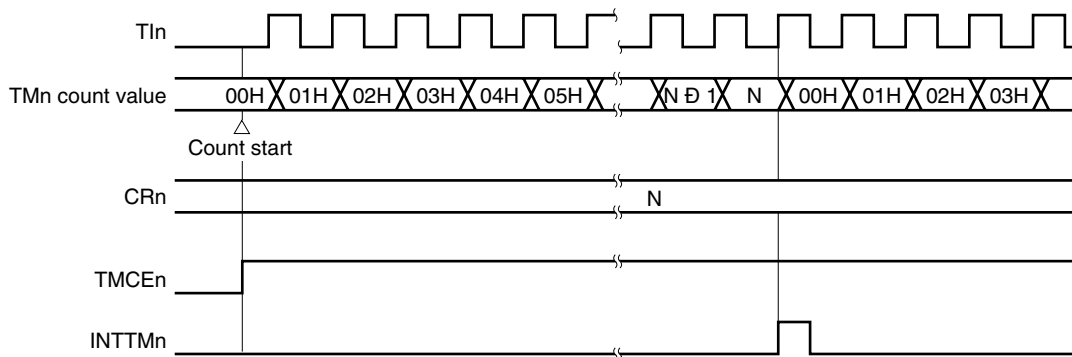 TIn
TMn count value 00H 01H 02H 03H 04H 05H N Ð 1 N 00H 01H 02H 03H
Count start
CRn N
TMCEn
INTTMn